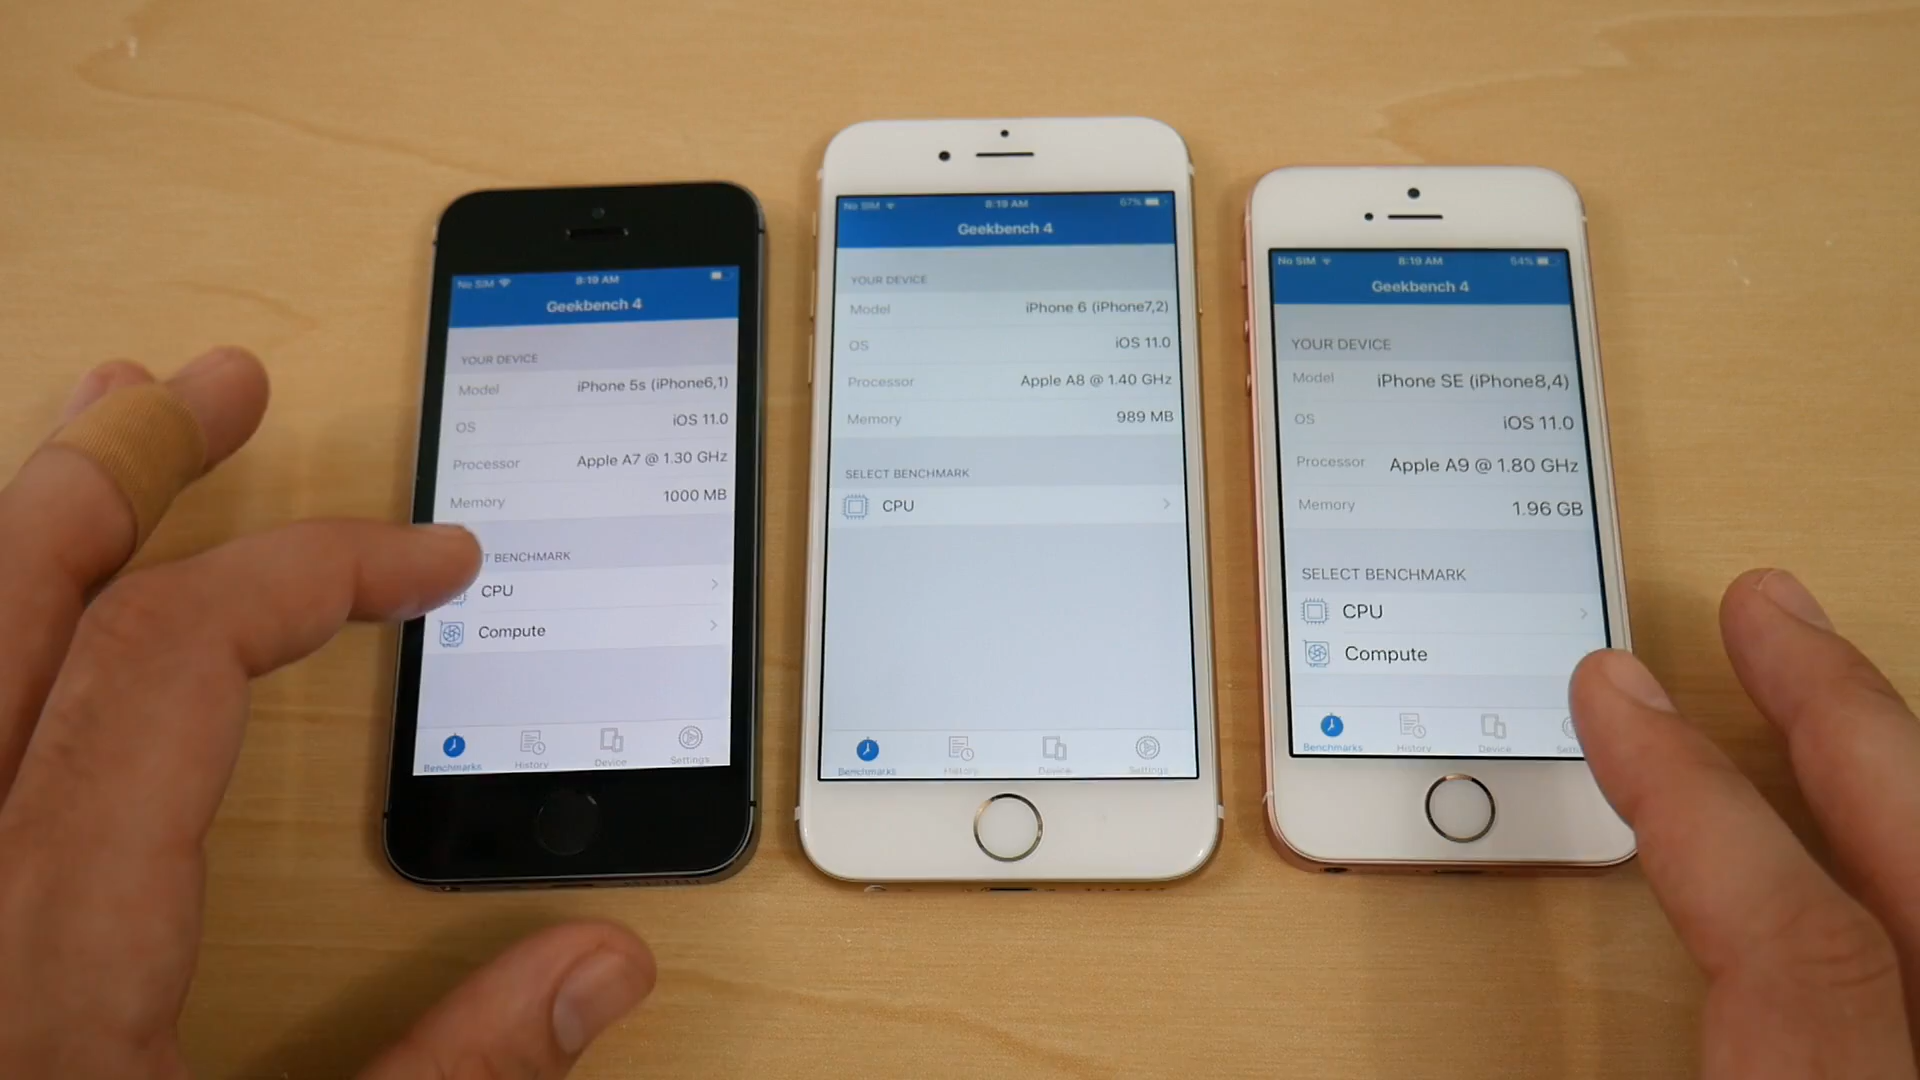 No SIM 8:19 AM
Geekbench 4
YOUR DEVICE
Model iPhone 5s (iPhone6,1)
OS iOS 11.0
Processor Apple A7 @ 1.30 GHz
Memory 1000 MB
T BENCHMARK
CPU
Compute
Benchmarks History Device Settings
No SIM 8:19 AM 67%
Geekbench 4
YOUR DEVICE
Model iPhone 6 (iPhone7,2)
OS iOS 11.0
Processor Apple A8 @ 1.40 GHz
Memory 989 MB
SELECT BENCHMARK
CPU
Benchmarks History Device Settings
No SIM 8:19 AM 54%
Geekbench 4
YOUR DEVICE
Model iPhone SE (iPhone8,4)
OS iOS 11.0
Processor Apple A9 @ 1.80 GHz
Memory 1.96 GB
SELECT BENCHMARK
CPU
Compute
Benchmarks History Device